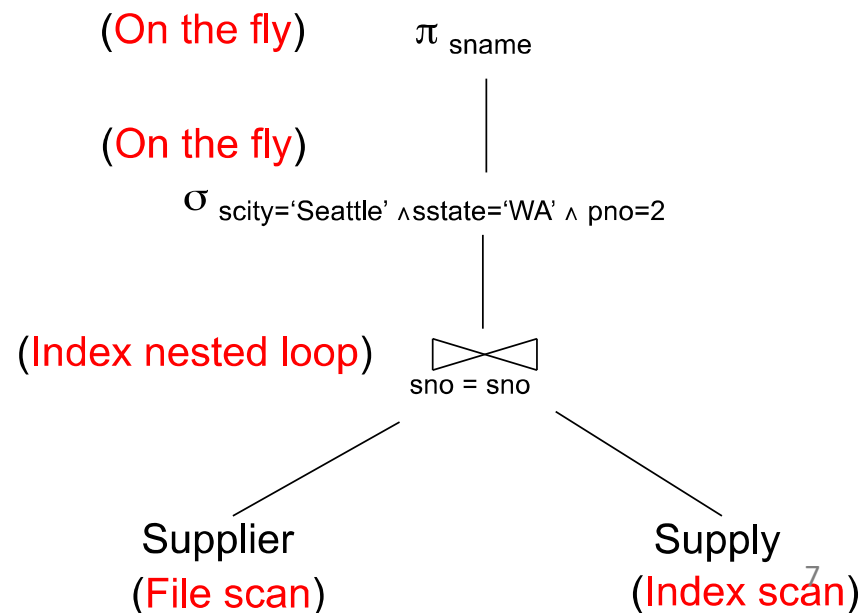 (On the fly) π sname
(On the fly)
σ scity=‘Seattle’ ∧sstate=‘WA’ ∧ pno=2
(Index nested loop)
sno = sno
Supplier Supply
(File scan) (Index scan)
7